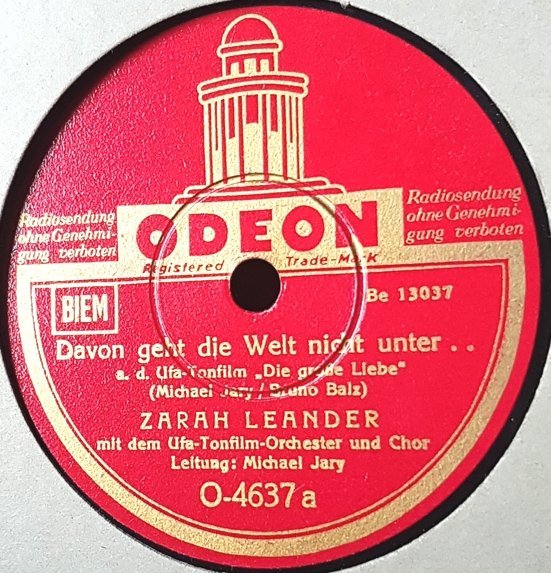 Radiosendung
ohne Genehmi-
gung verboten
ODEON
Registered Trade-Mark
Radiosendung
ohne Genehmi-
gung verboten
BIEM
Be 13037
Davon geht die Welt nicht unter . .
a. d. Ufa-Tonfilm „Die große Liebe"
(Michael Jary / Bruno Balz)
ZARAH LEANDER
mit dem Ufa-Tonfilm-Orchester und Chor
Leitung: Michael Jary
O-4637a